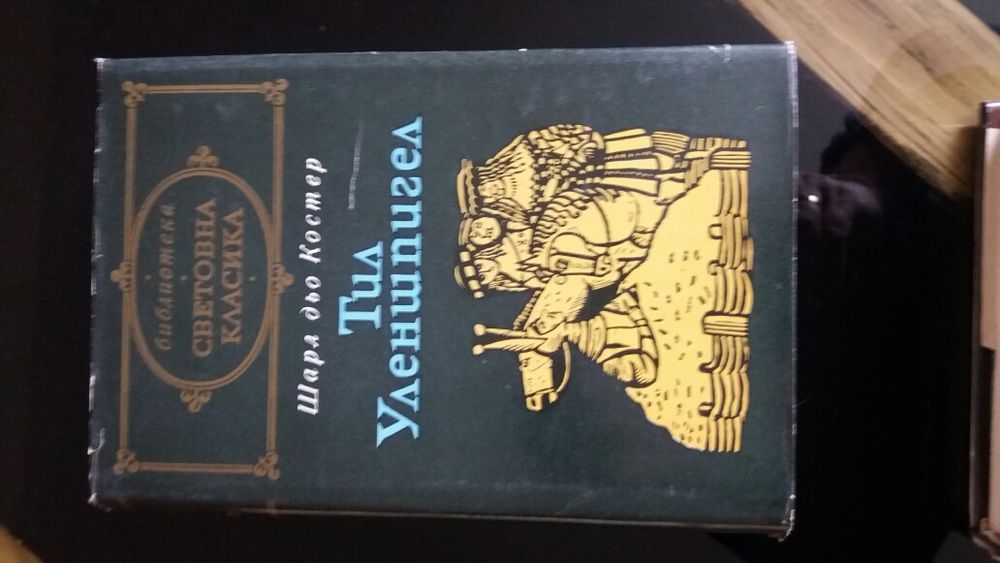 библиотека
СВЕТОВНА
КЛАСИКА
Шарл дьо Костер
Тил
Уленшпигел